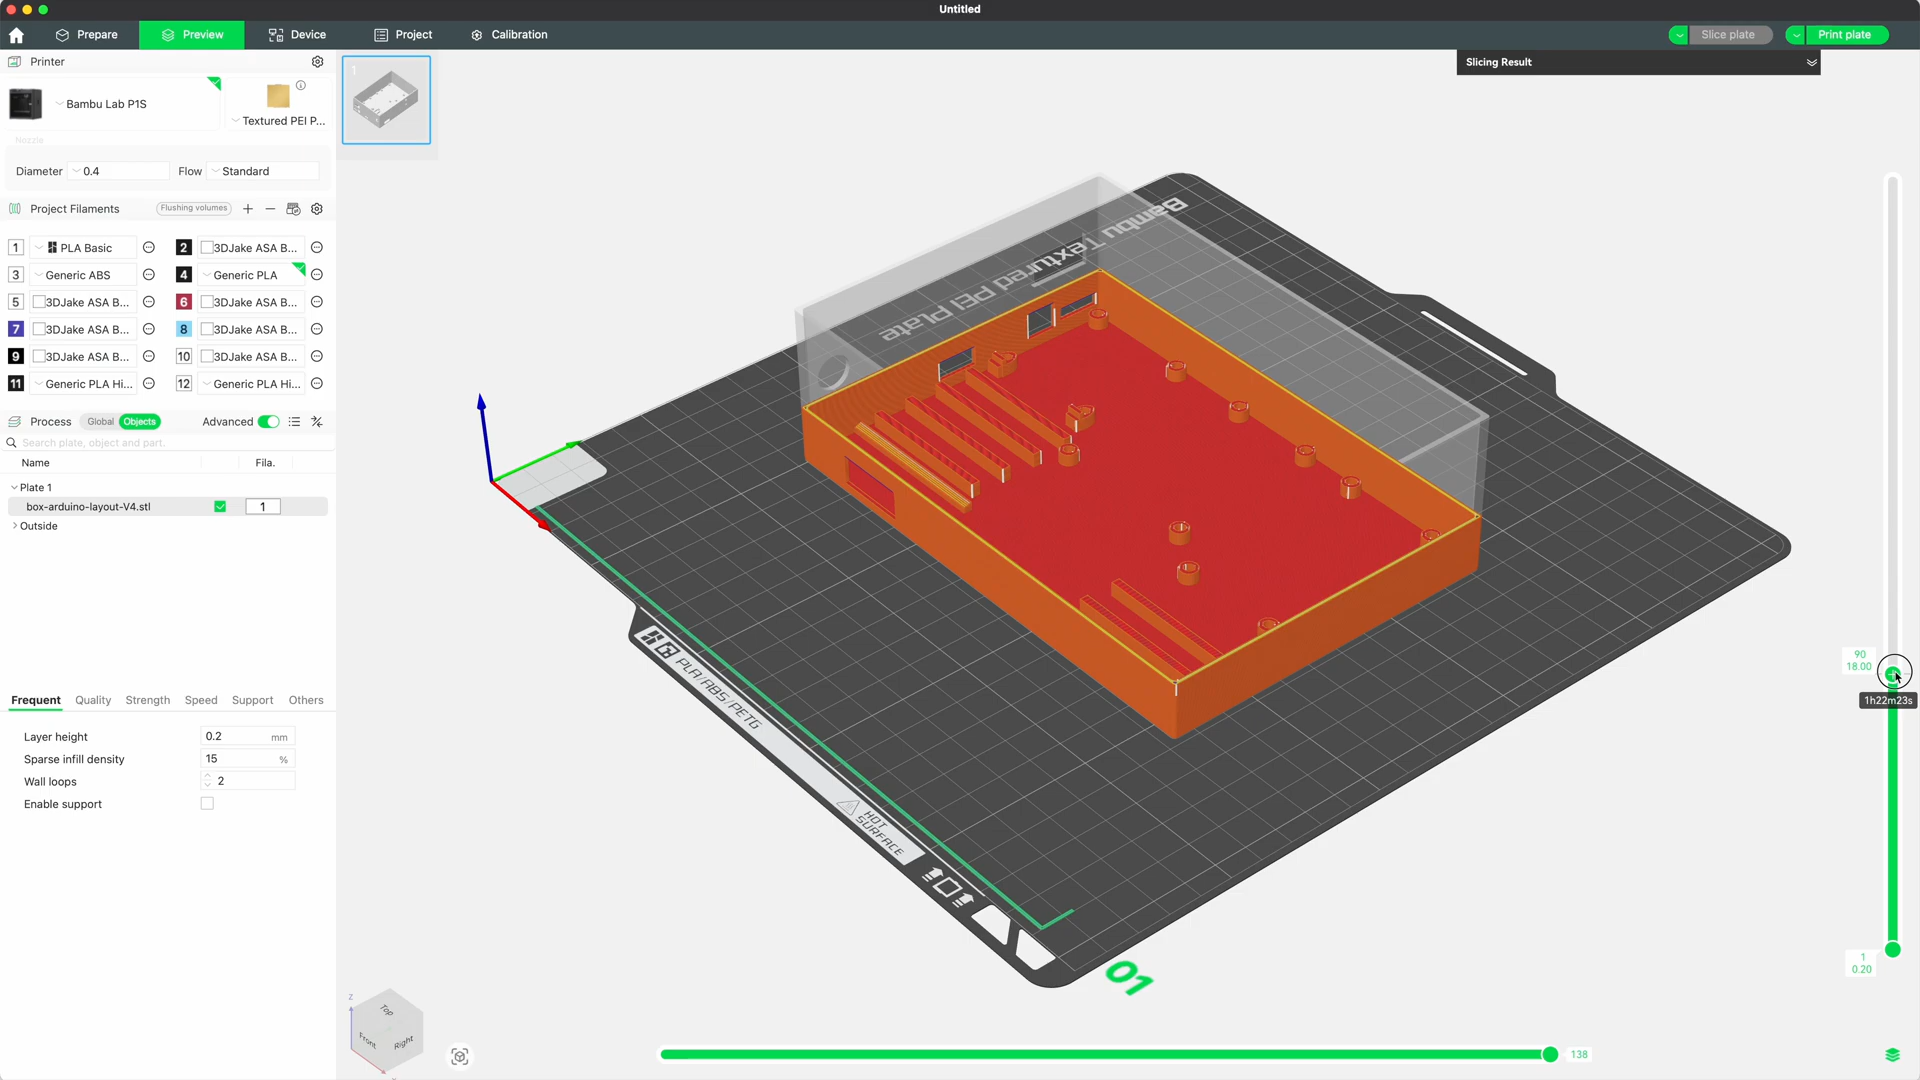 Untitled
Prepare
Preview
Device
Project
Calibration
Slice plate
Print plate
Printer
Slicing Result
1
Bambu Lab P1S
Textured PEI P...
Nozzle
Diameter
0.4
Flow
Standard
Project Filaments
Flushing volumes
1
PLA Basic
2
3DJake ASA B...
3
Generic ABS
4
Generic PLA
5
3DJake ASA B...
6
3DJake ASA B...
7
3DJake ASA B...
8
3DJake ASA B...
9
3DJake ASA B...
10
3DJake ASA B...
11
Generic PLA Hi...
12
Generic PLA Hi...
Process
Global
Objects
Advanced
Search plate, object and part.
Name
Fila.
Plate 1
box-arduino-layout-V4.stl
1
Outside
Frequent
Quality
Strength
Speed
Support
Others
Layer height
0.2
mm
Sparse infill density
15
%
Wall loops
2
Enable support
Bambu Textured PEI Plate
PLA/ABS/PETG
HOT
SURFACE
01
90
18.00
1h22m23s
1
0.20
z
Top
Front
Right
138